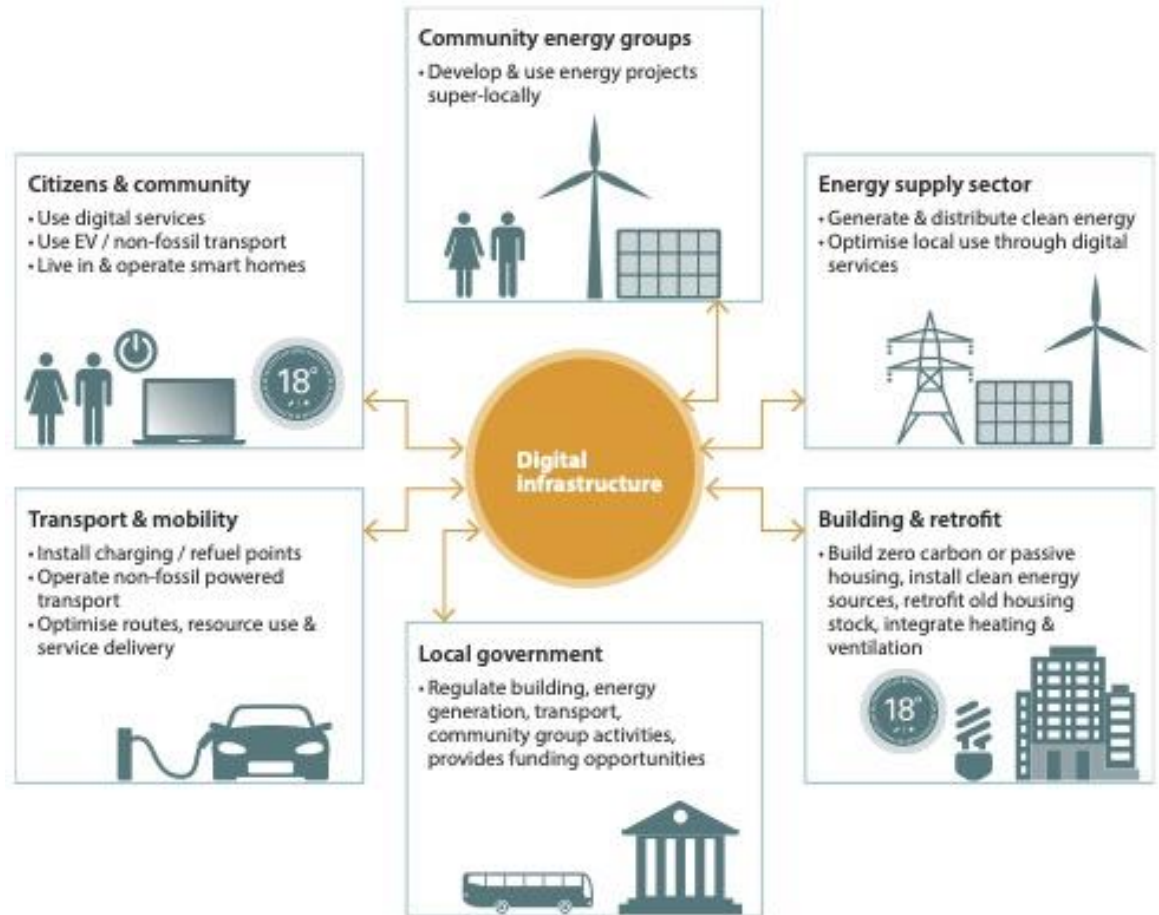 Community energy groups
• Develop & use energy projects
super-locally
Citizens & community
• Use digital services
• Use EV / non-fossil transport
• Live in & operate smart homes
18°
Energy supply sector
• Generate & distribute clean energy
• Optimise local use through digital
services
Digital
infrastructure
Transport & mobility
• Install charging / refuel points
• Operate non-fossil powered
transport
• Optimise routes, resource use &
service delivery
Local government
• Regulate building, energy
generation, transport,
community group activities,
provides funding opportunities
Building & retrofit
• Build zero carbon or passive
housing, install clean energy
sources, retrofit old housing
stock, integrate heating &
ventilation
18°